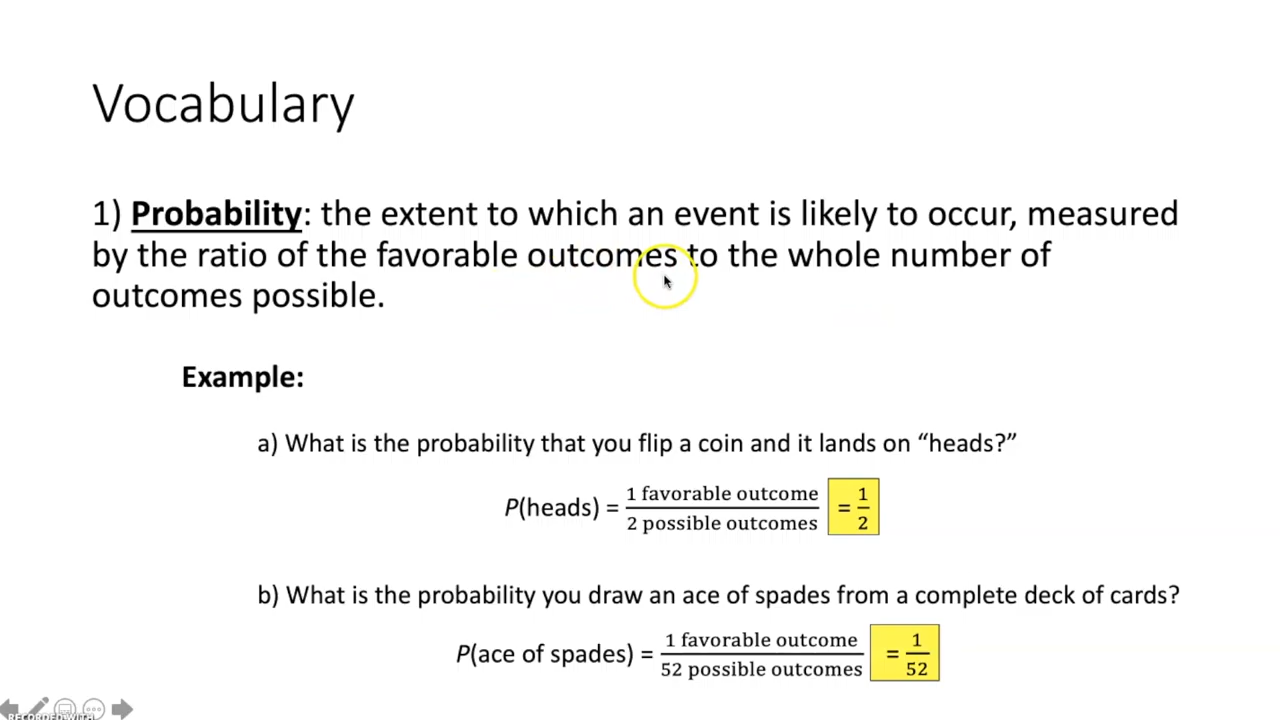 Vocabulary
1) Probability: the extent to which an event is likely to occur, measured
by the ratio of the favorable outcomes to the whole number of
outcomes possible.
Example:
a) What is the probability that you flip a coin and it lands on “heads?”
P(heads) = 1 favorable outcome / 2 possible outcomes = 1/2
b) What is the probability you draw an ace of spades from a complete deck of cards?
P(ace of spades) = 1 favorable outcome / 52 possible outcomes = 1/52
RECORDED WITH